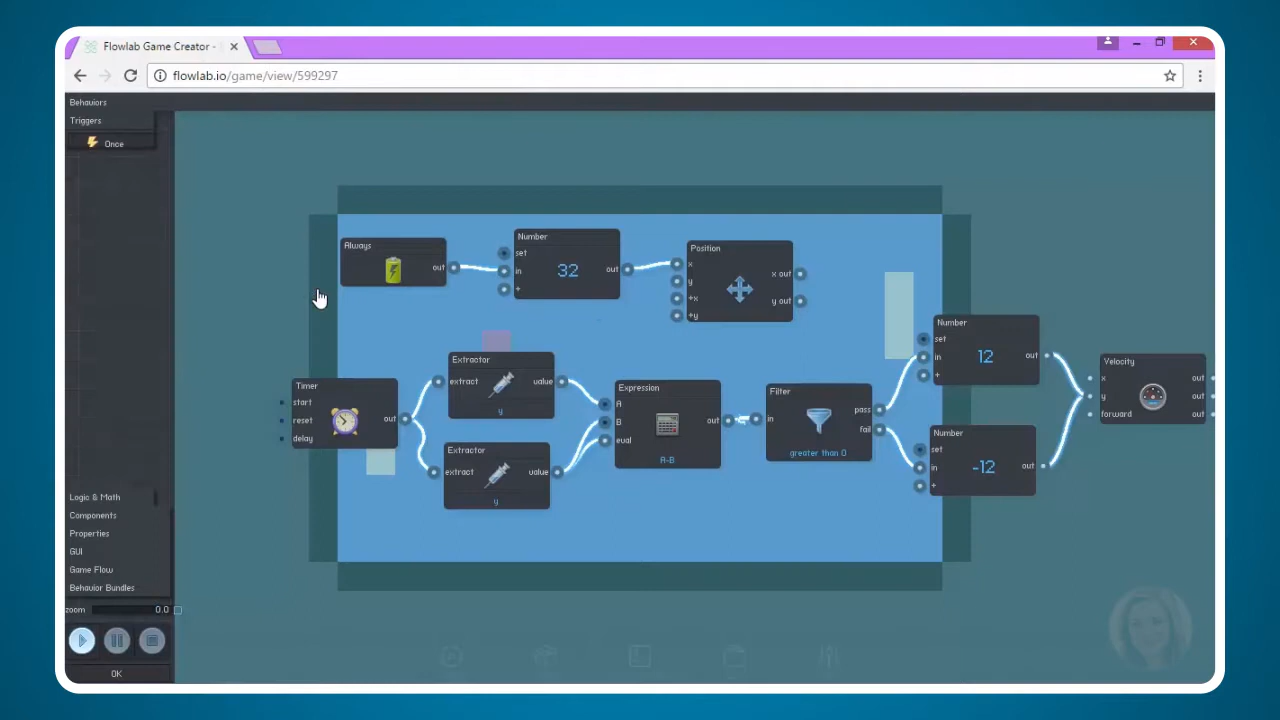 Flowlab Game Creator -
flowlab.io/game/view/599297
Behaviors
Triggers
Once
Logic & Math
Components
Properties
GUI
Game Flow
Behavior Bundles
zoom 0.0
OK
Always
out
Number
set
in
+
32
out
Position
x
y
+x
+y
x out
y out
Timer
start
reset
delay
out
Extractor
extract value
y
Extractor
extract value
y
Expression
A
B
eval
out
A-B
Filter
in
pass
fail
greater than 0
Number
set
in
+
12
out
Number
set
in
+
-12
out
Velocity
x out
y out
forward out